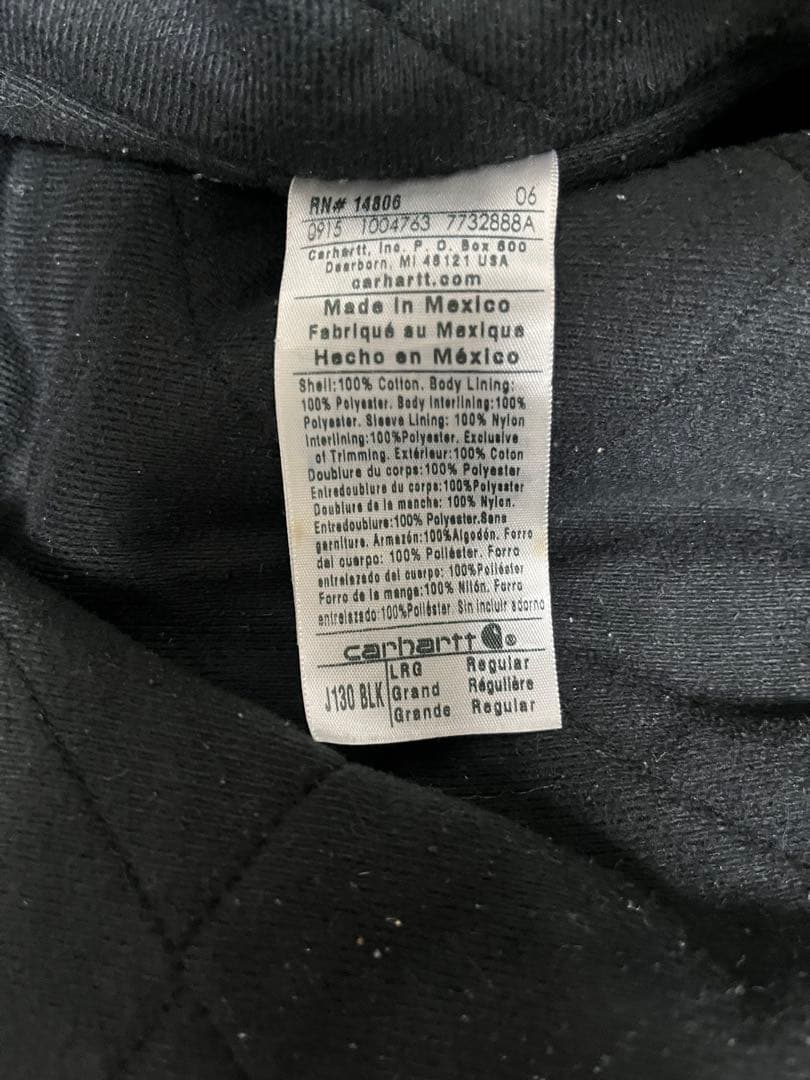 RN# 14806 06
0915 1004763 7732888A
Carhartt, Inc. P. O. Box 600
Dearborn, MI 48121 USA
carhartt.com
Made in Mexico
Fabriqué au Mexique
Hecho en México
Shell:100% Cotton. Body Lining:
100% Polyester. Body Interlining:100%
Polyester. Sleeve Lining: 100% Nylon
Interlining:100%Polyester. Exclusive
of Trimming. Extérieur:100% Coton
Doublure du corps:100% Polyester
Entredoublure du corps:100%Polyester
Doublure de la manche: 100% Nylon.
Entredoublure:100% Polyester.Sans
garniture. Armazón:100%Algodón. Forro
del cuerpo: 100% Poliéster. Forro
entrelazado del cuerpo: 100%Poliéster
Forro de la manga:100% Nilón. Forro
entrelazado:100%Poliéster. Sin incluir adorno
carhartt ®
J130 BLK
LRG Regular
Grand Régulière
Grande Regular